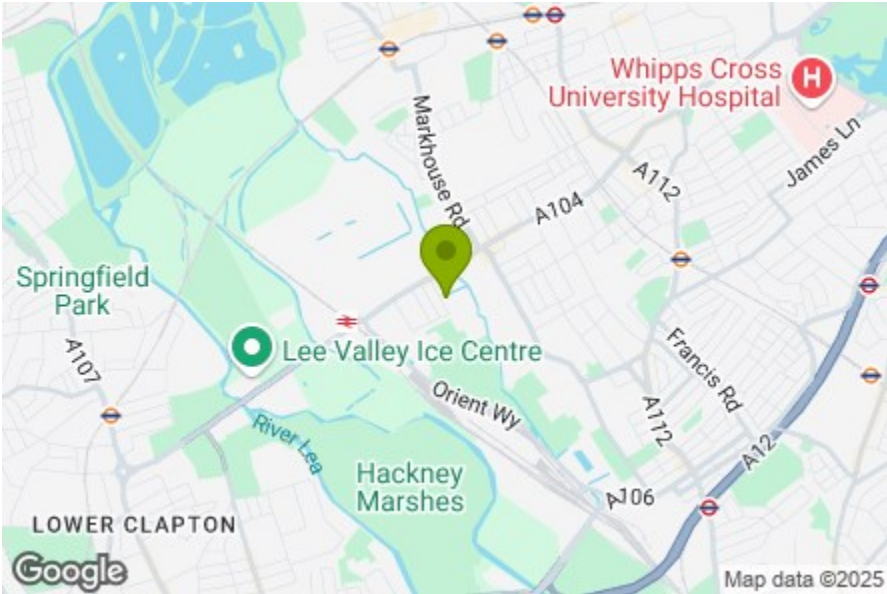 Whipps Cross
University Hospital
H
James Ln
Markhouse Rd
A112
A104
Springfield
Park
A107
Lee Valley Ice Centre
Francis Rd
Orient Wy
A112
River Lea
A12
Hackney
Marshes
A106
LOWER CLAPTON
Google
Map data ©2025